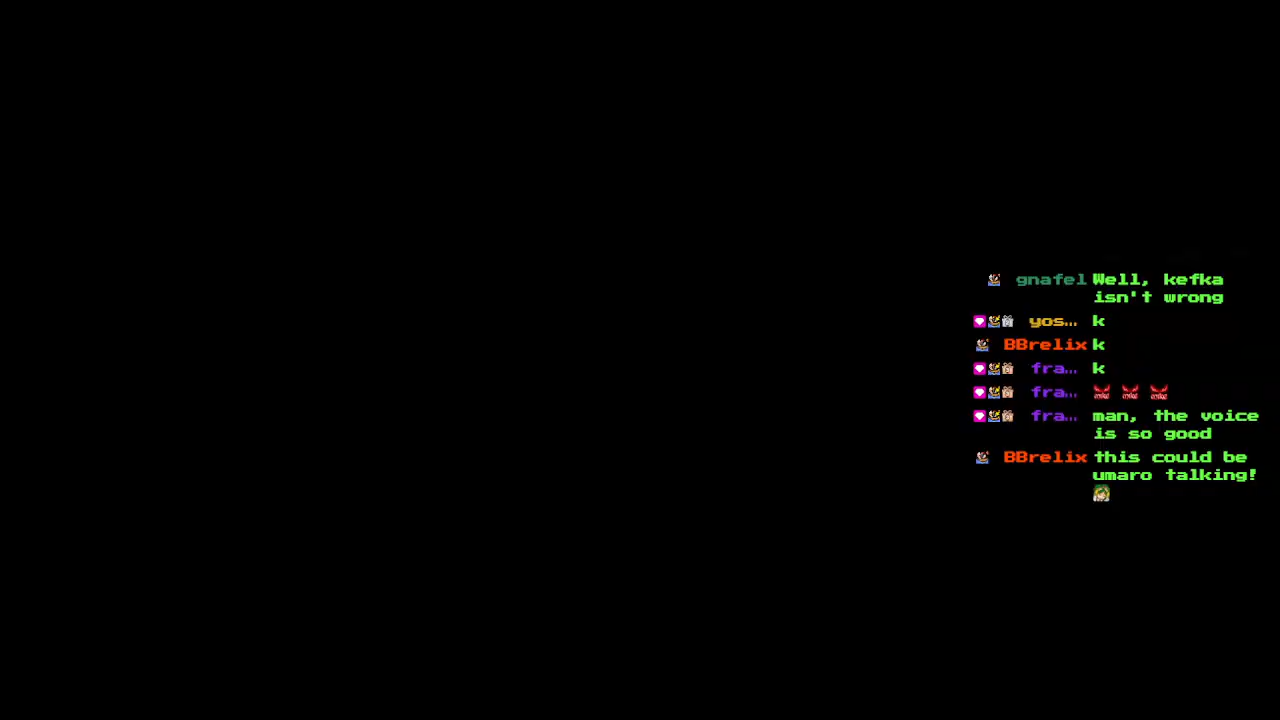 gnafel Well, kefka
isn't wrong
yos... k
BBrelix k
fra... k
fra...
fra... man, the voice
is so good
BBrelix this could be
umaro talking!